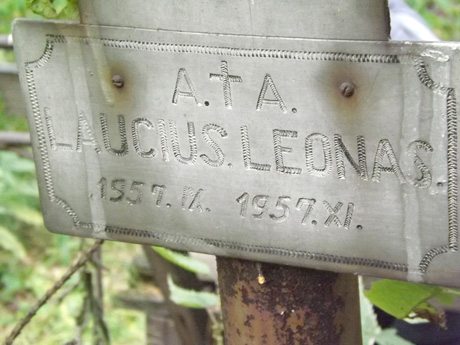 A. † A.
LAUCIUS. LEONAS.
1957. IX. 1957. XI.